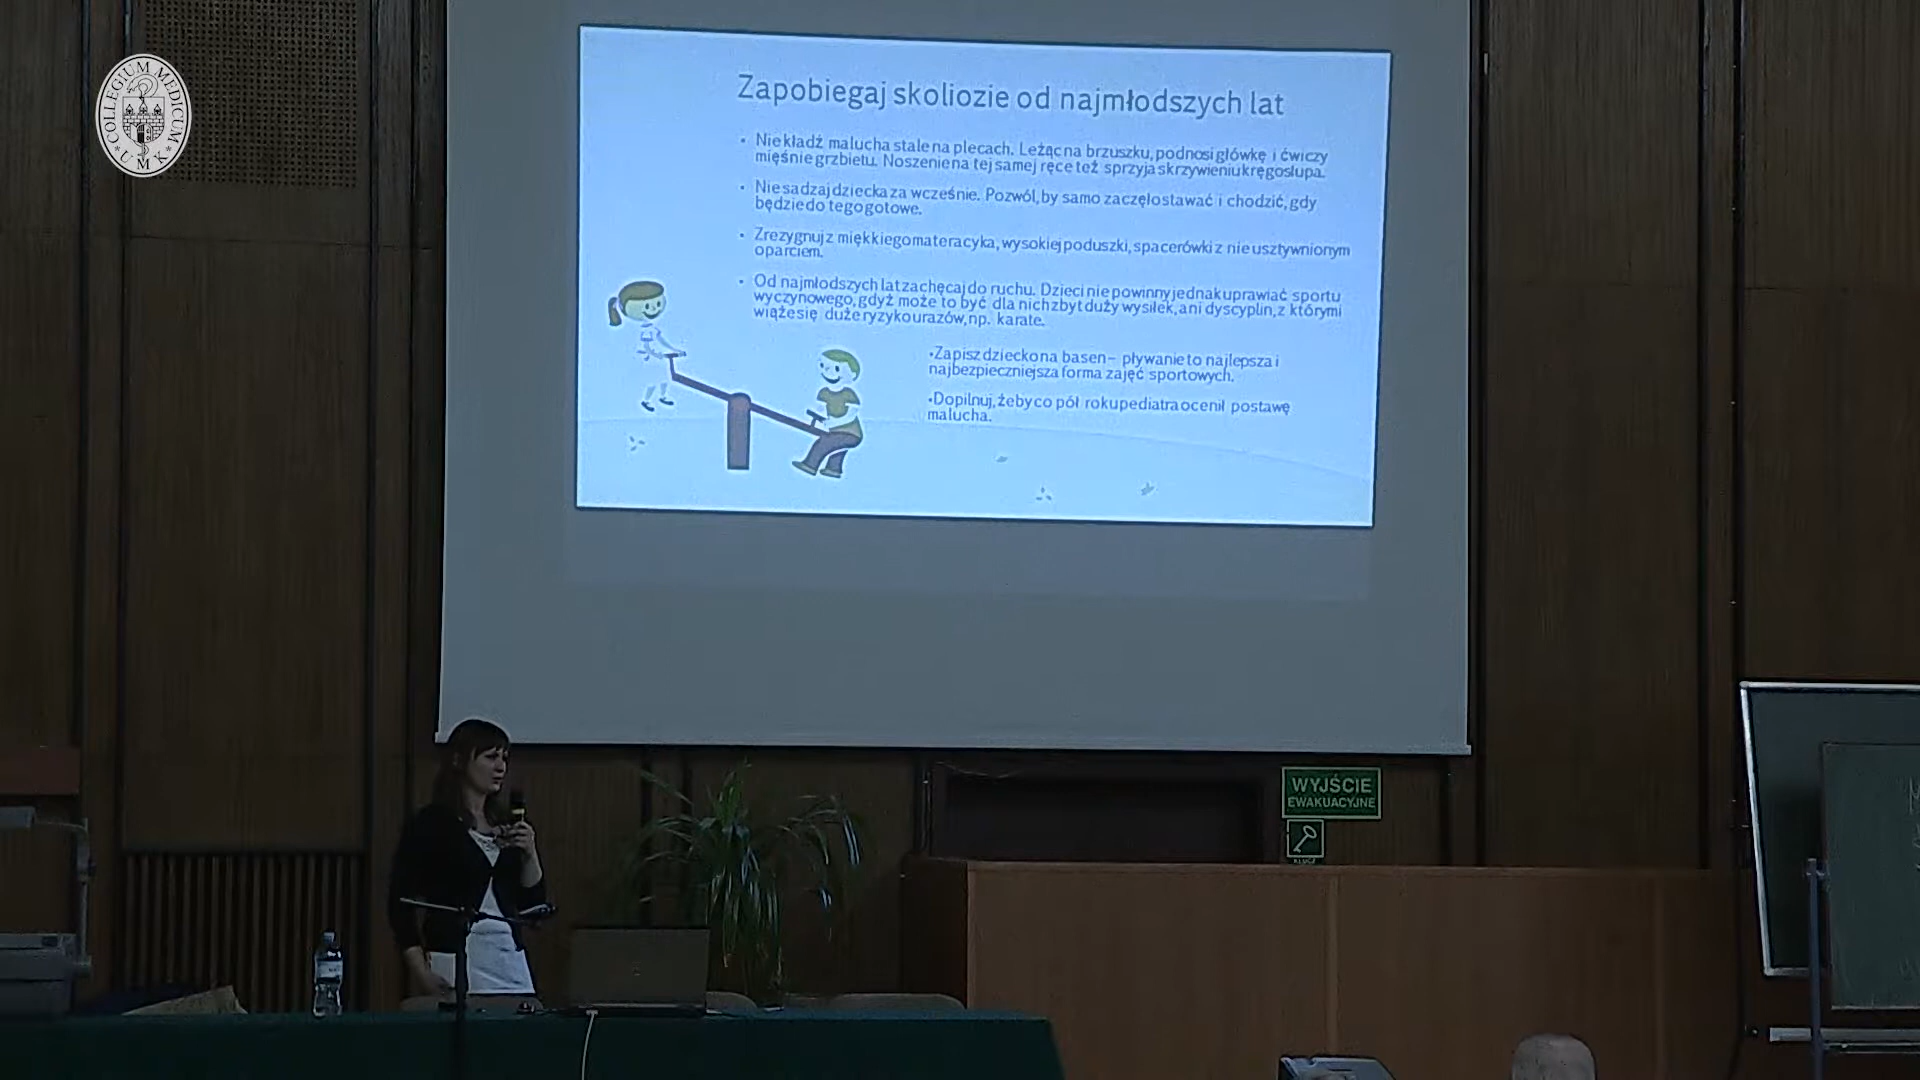 COLLEGIUM MEDICUM
UMK
Zapobiegaj skoliozie od najmłodszych lat
• Nie kładź malucha stale na plecach. Leżąc na brzuszku, podnosi główkę i ćwiczy
mięśnie grzbietu. Noszenie na tej samej ręce też sprzyja skrzywieniu kręgosłupa.
• Nie sadzaj dziecka za wcześnie. Pozwól, by samo zaczęło stawać i chodzić, gdy
będzie do tego gotowe.
• Zrezygnuj z miękkiego materacyka, wysokiej poduszki, spacerówki z nie usztywnionym
oparciem.
• Od najmłodszych lat zachęcaj do ruchu. Dzieci nie powinny jednak uprawiać sportu
wyczynowego, gdyż może to być dla nich zbyt duży wysiłek, ani dyscyplin, z którymi
wiąże się duże ryzyko urazów, np. karate.
•Zapisz dziecko na basen – pływanie to najlepsza i
najbezpieczniejsza forma zajęć sportowych.
•Dopilnuj, żeby co pół roku pediatra ocenił postawę
malucha.
WYJŚCIE
EWAKUACYJNE
KLUCZ